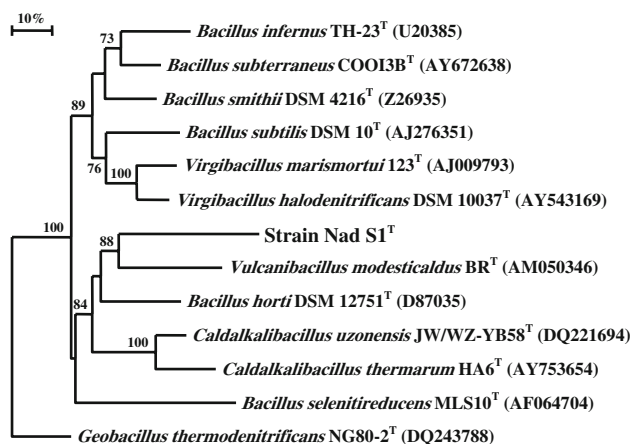 10%
73
Bacillus infernus TH-23ᵀ (U20385)
Bacillus subterraneus COOI3Bᵀ (AY672638)
Bacillus smithii DSM 4216ᵀ (Z26935)
89
Bacillus subtilis DSM 10ᵀ (AJ276351)
76
100
Virgibacillus marismortui 123ᵀ (AJ009793)
Virgibacillus halodenitrificans DSM 10037ᵀ (AY543169)
100
88
Strain Nad S1ᵀ
Vulcanibacillus modesticaldus BRᵀ (AM050346)
84
Bacillus horti DSM 12751ᵀ (D87035)
100
Caldalkalibacillus uzonensis JW/WZ-YB58ᵀ (DQ221694)
Caldalkalibacillus thermarum HA6ᵀ (AY753654)
Bacillus selenitireducens MLS10ᵀ (AF064704)
Geobacillus thermodenitrificans NG80-2ᵀ (DQ243788)